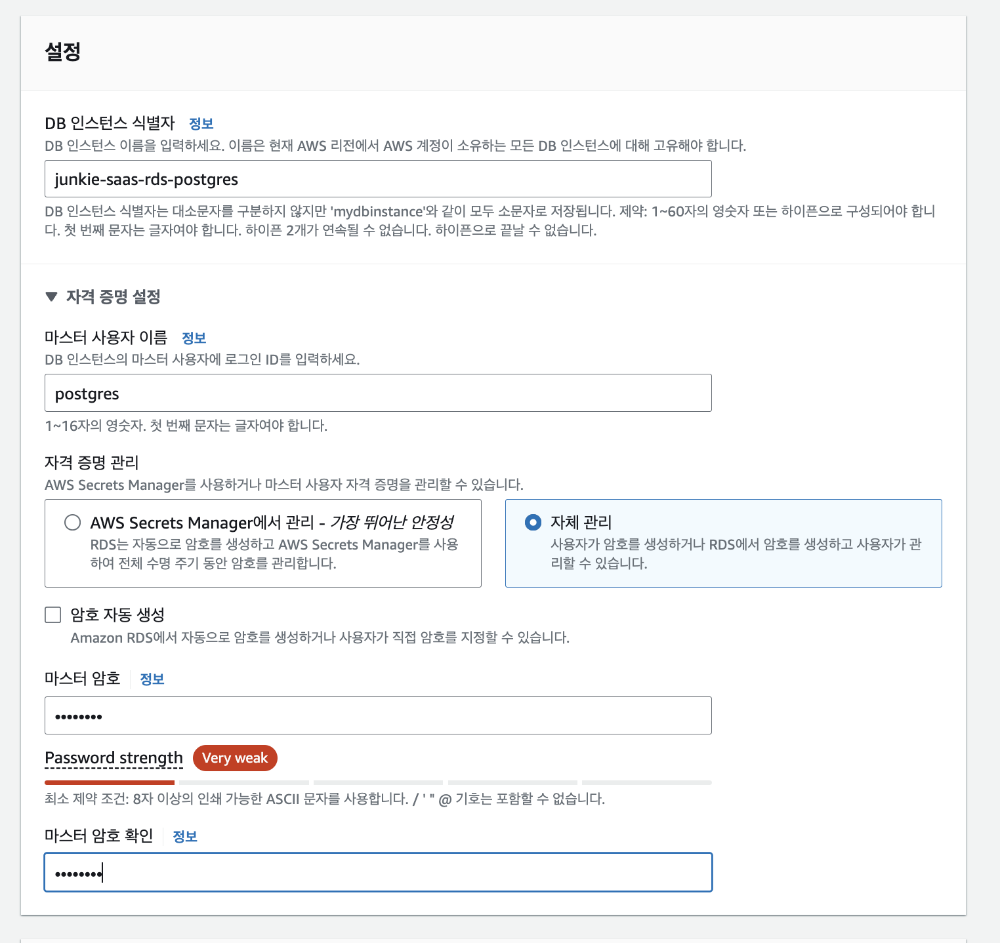 설정
DB 인스턴스 식별자 정보
DB 인스턴스 이름을 입력하세요. 이름은 현재 AWS 리전에서 AWS 계정이 소유하는 모든 DB 인스턴스에 대해 고유해야 합니다.
junkie-saas-rds-postgres
DB 인스턴스 식별자는 대소문자를 구분하지 않지만 'mydbinstance'와 같이 모두 소문자로 저장됩니다. 제약: 1~60자의 영숫자 또는 하이픈으로 구성되어야 합니
다. 첫 번째 문자는 글자여야 합니다. 하이픈 2개가 연속될 수 없습니다. 하이픈으로 끝날 수 없습니다.
▼ 자격 증명 설정
마스터 사용자 이름 정보
DB 인스턴스의 마스터 사용자에 로그인 ID를 입력하세요.
postgres
1~16자의 영숫자. 첫 번째 문자는 글자여야 합니다.
자격 증명 관리
AWS Secrets Manager를 사용하거나 마스터 사용자 자격 증명을 관리할 수 있습니다.
AWS Secrets Manager에서 관리 - 가장 뛰어난 안정성
RDS는 자동으로 암호를 생성하고 AWS Secrets Manager를 사용
하여 전체 수명 주기 동안 암호를 관리합니다.
자체 관리
사용자가 암호를 생성하거나 RDS에서 암호를 생성하고 사용자가 관
리할 수 있습니다.
암호 자동 생성
Amazon RDS에서 자동으로 암호를 생성하거나 사용자가 직접 암호를 지정할 수 있습니다.
마스터 암호 정보
••••••••
Password strength Very weak
최소 제약 조건: 8자 이상의 인쇄 가능한 ASCII 문자를 사용합니다. / ' " @ 기호는 포함할 수 없습니다.
마스터 암호 확인 정보
••••••••